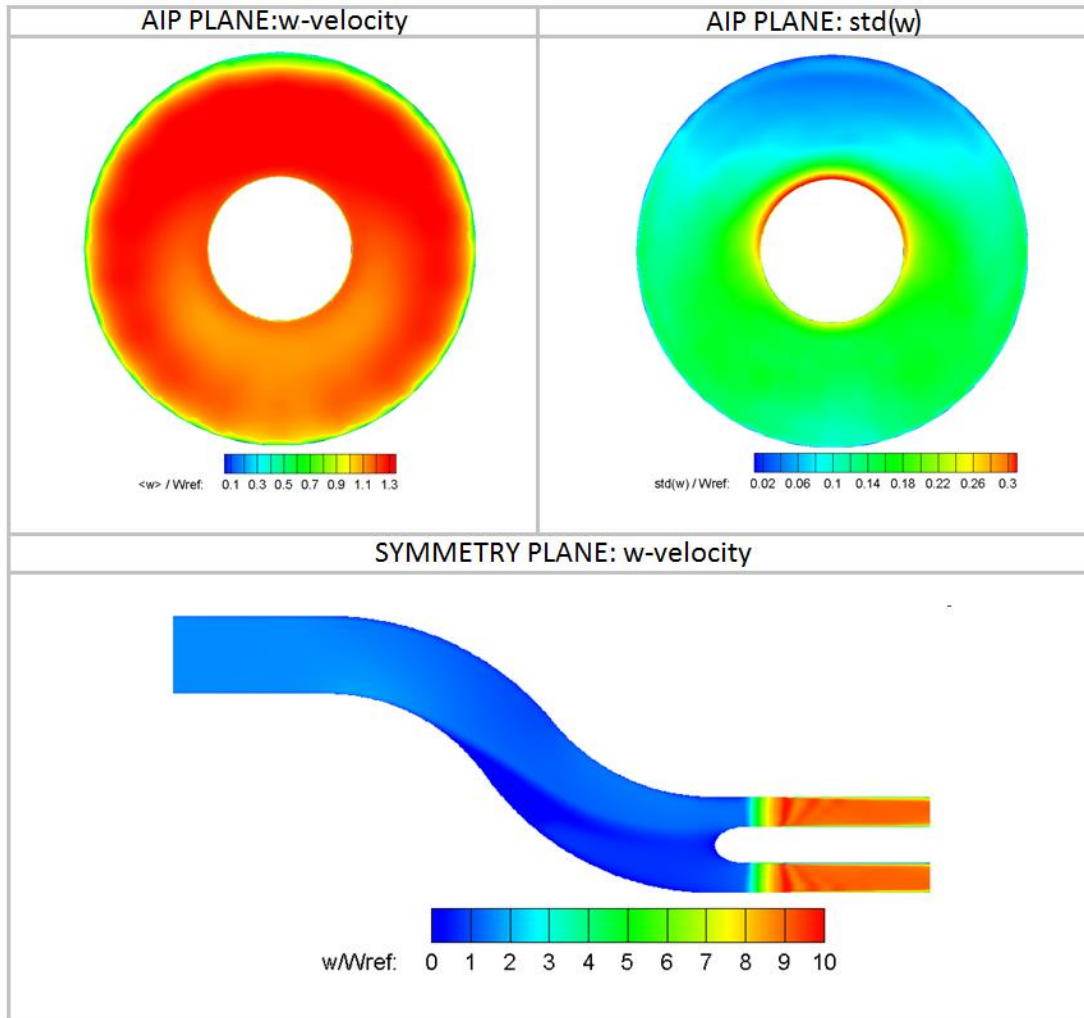 AIP PLANE:w-velocity
AIP PLANE: std(w)
<w> / Wref: 0.1 0.3 0.5 0.7 0.9 1.1 1.3
std(w) / Wref: 0.02 0.06 0.1 0.14 0.18 0.22 0.26 0.3
SYMMETRY PLANE: w-velocity
w/Wref: 0 1 2 3 4 5 6 7 8 9 10